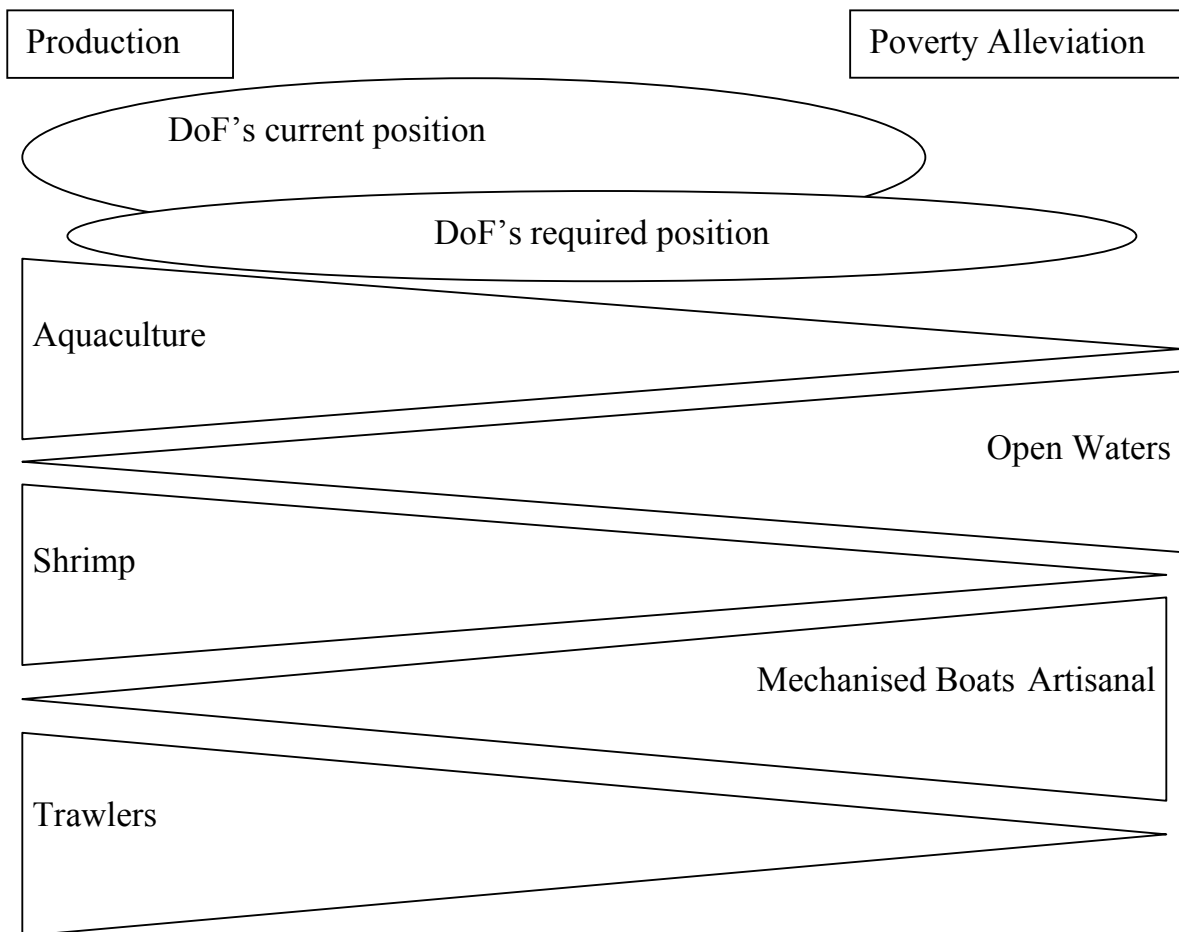 Production
Poverty Alleviation
DoF’s current position
DoF’s required position
Aquaculture
Open Waters
Shrimp
Mechanised Boats Artisanal
Trawlers